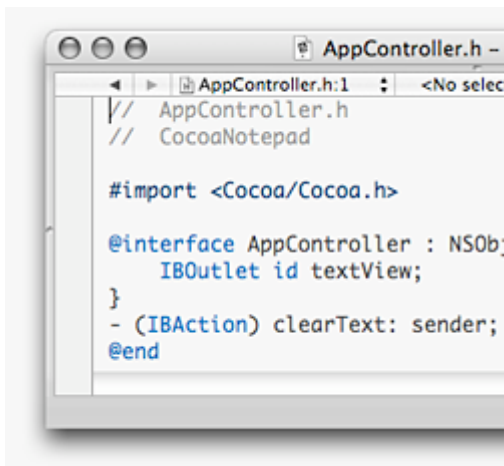 AppController.h –
AppController.h:1 <No selec
// AppController.h
// CocoaNotepad
#import <Cocoa/Cocoa.h>
@interface AppController : NSObj
IBOutlet id textView;
}
- (IBAction) clearText: sender;
@end